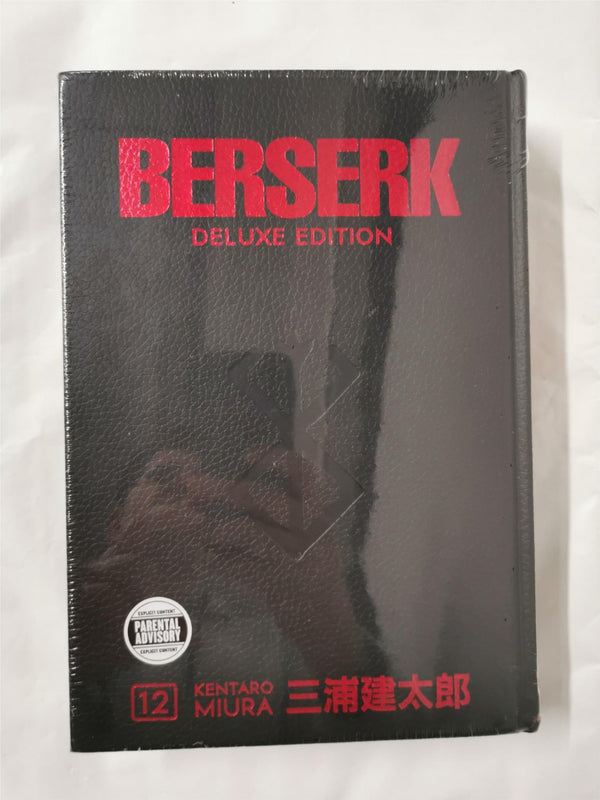 BERSERK
DELUXE EDITION
EXPLICIT CONTENT
PARENTAL
ADVISORY
EXPLICIT CONTENT
12
KENTARO
MIURA
三浦建太郎